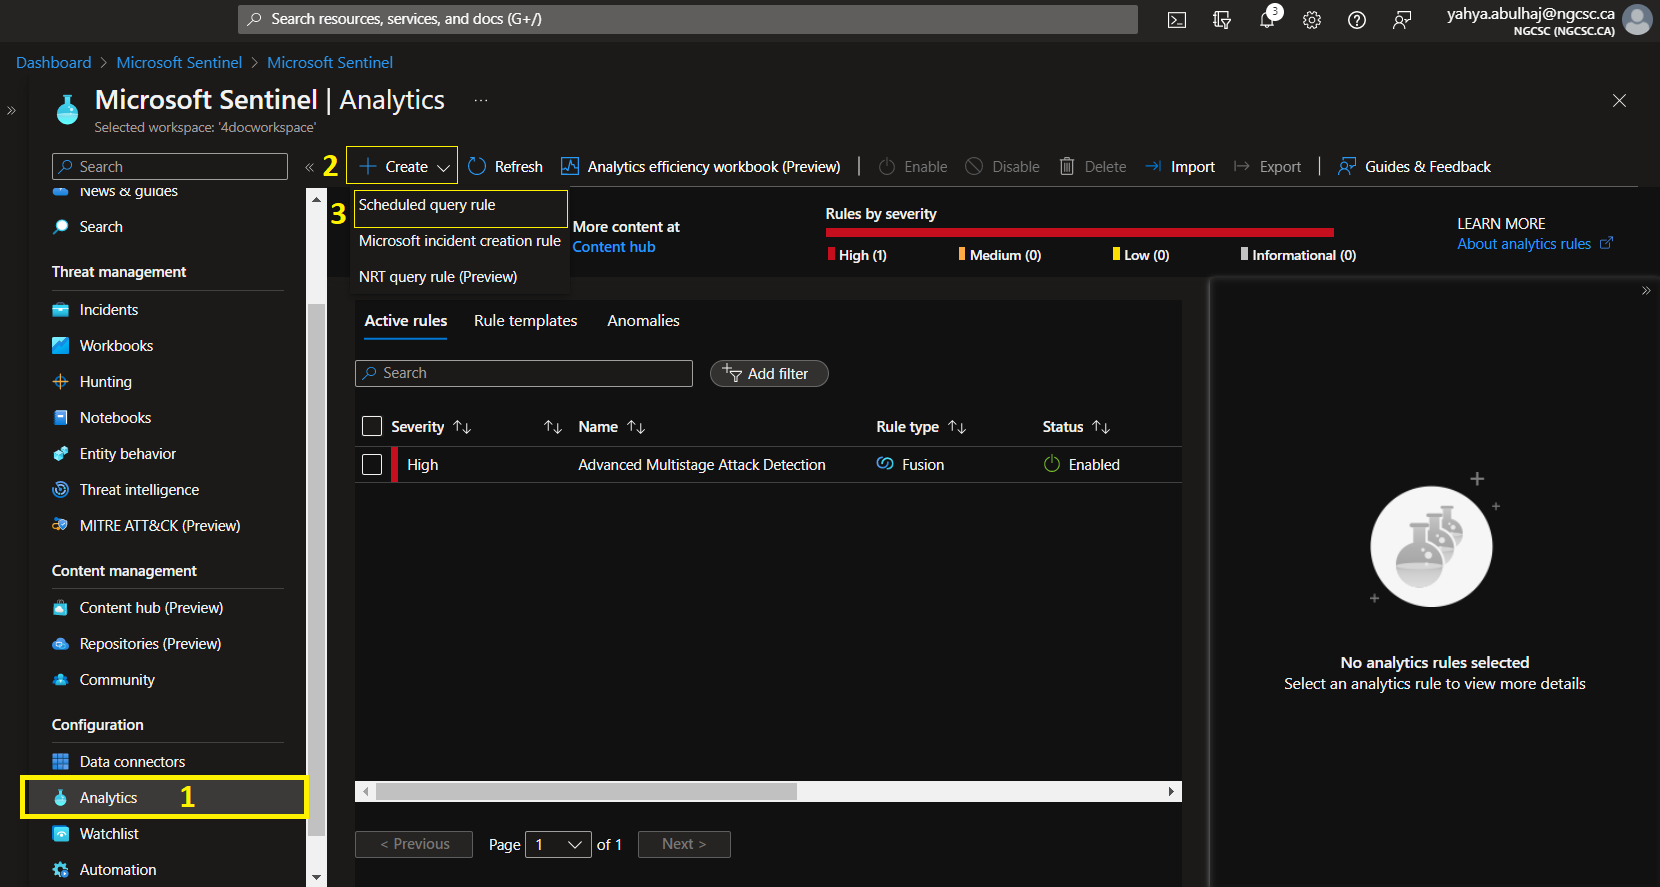 Search resources, services, and docs (G+/)
3
yahya.abulhaj@ngcsc.ca
NGCSC (NGCSC.CA)
Dashboard > Microsoft Sentinel > Microsoft Sentinel
Microsoft Sentinel | Analytics ...
Selected workspace: '4docworkspace'
Search
News & guides
Search
Threat management
Incidents
Workbooks
Hunting
Notebooks
Entity behavior
Threat intelligence
MITRE ATT&CK (Preview)
Content management
Content hub (Preview)
Repositories (Preview)
Community
Configuration
Data connectors
Analytics 1
Watchlist
Automation
2 Create Refresh Analytics efficiency workbook (Preview) | Enable Disable Delete Import Export | Guides & Feedback
3 Scheduled query rule
Microsoft incident creation rule
NRT query rule (Preview)
More content at
Content hub
Rules by severity
High (1) Medium (0) Low (0) Informational (0)
LEARN MORE
About analytics rules
Active rules Rule templates Anomalies
Search Add filter
Severity Name Rule type Status
High Advanced Multistage Attack Detection Fusion Enabled
< Previous Page 1 of 1 Next >
No analytics rules selected
Select an analytics rule to view more details